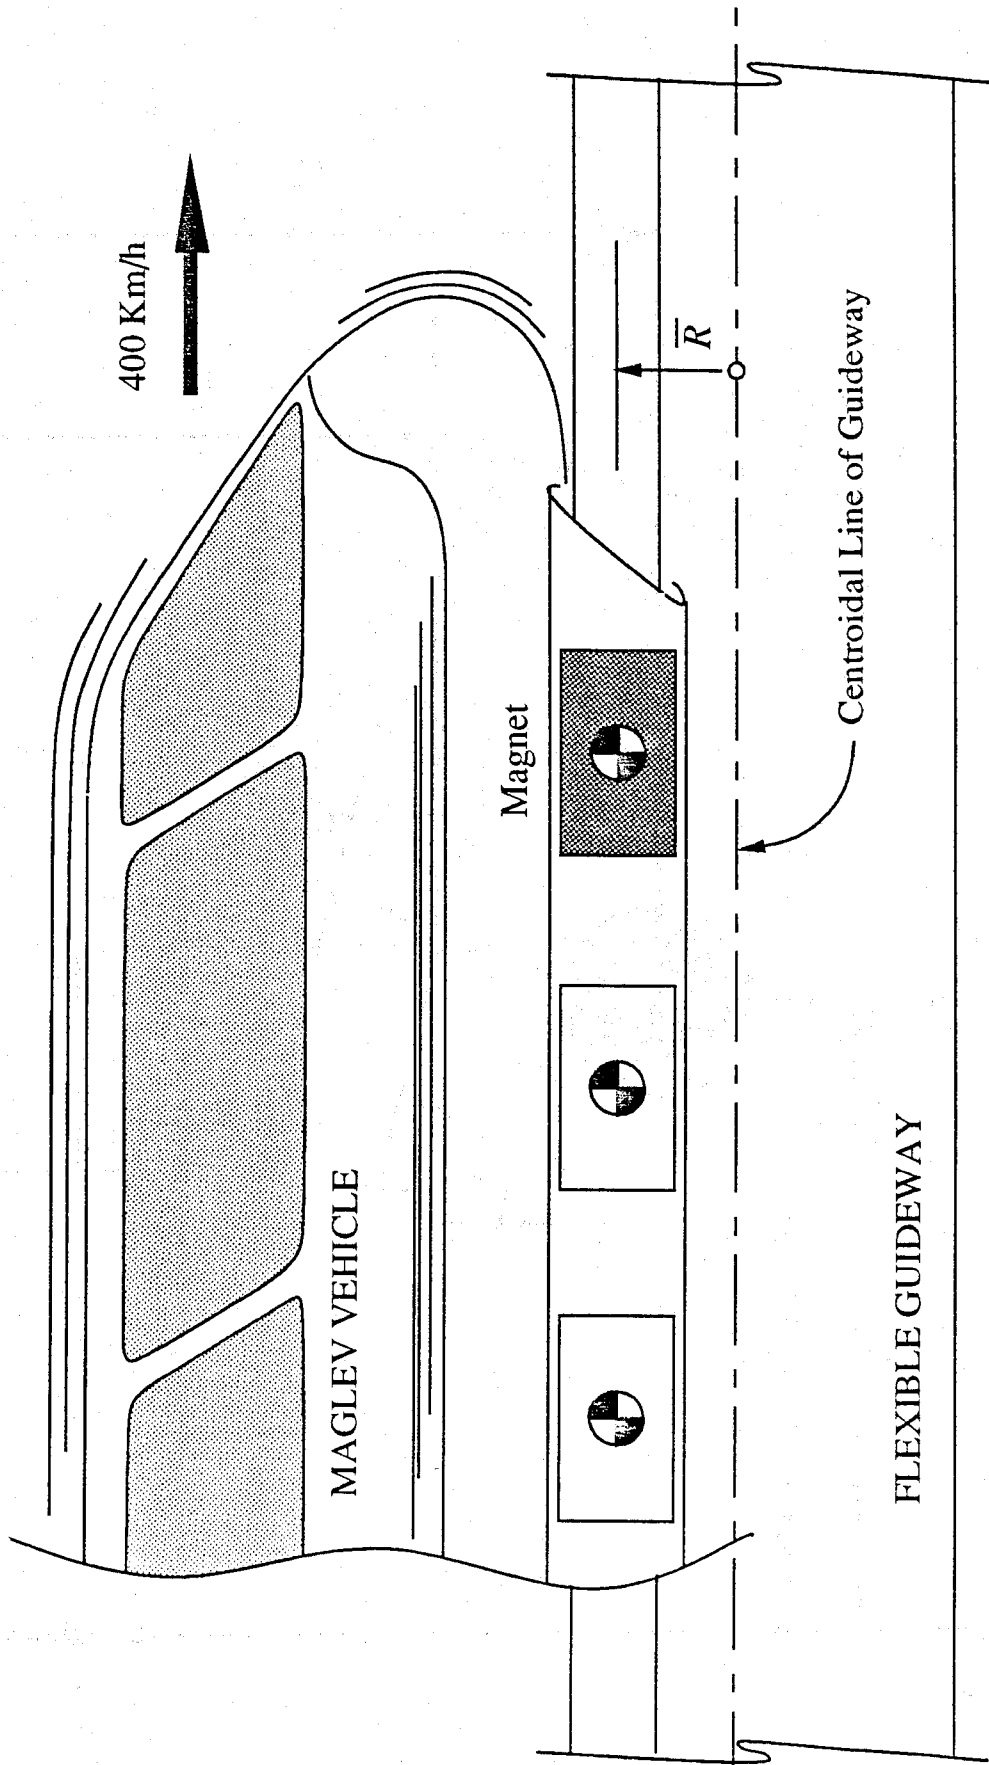 400 Km/h
R
Magnet
Centroidal Line of Guideway
MAGLEV VEHICLE
FLEXIBLE GUIDEWAY